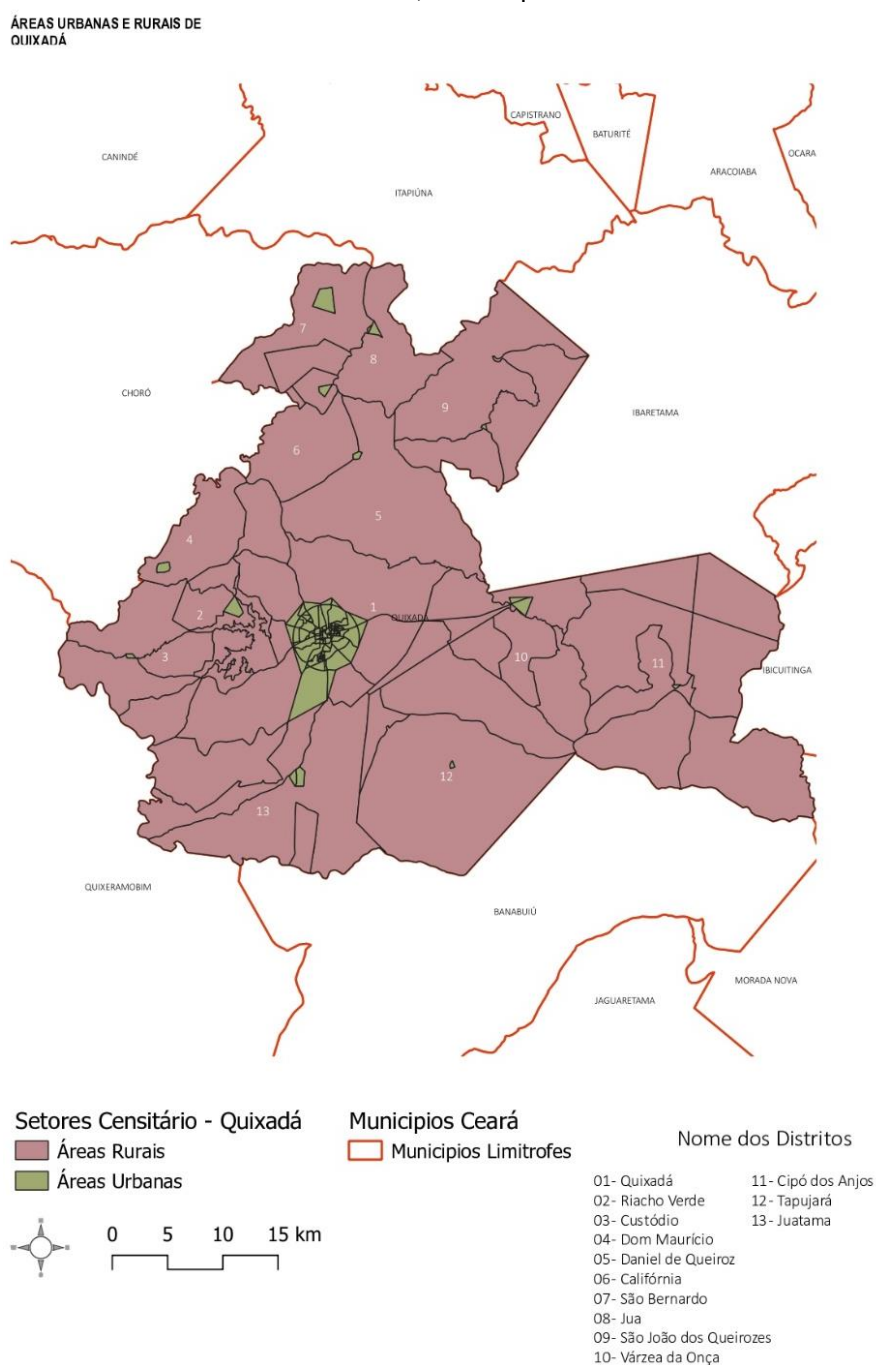 ÁREAS URBANAS E RURAIS DE
QUIXADÁ
CAPISTRANO
BATURITÉ
OCARA
CANINDÉ
ARACOIABA
ITAPIÚNA
7
8
CHORÓ
9
IBARETAMA
6
5
4
2
1
QUIXADÁ
3
10
11
IBICUITINGA
12
13
QUIXERAMOBIM
BANABUIÚ
MORADA NOVA
JAGUARETAMA
Setores Censitário - Quixadá
Áreas Rurais
Áreas Urbanas
Municipios Ceará
Municipios Limitrofes
0 5 10 15 km
Nome dos Distritos
01- Quixadá
02- Riacho Verde
03- Custódio
04- Dom Maurício
05- Daniel de Queiroz
06- Califórnia
07- São Bernardo
08- Jua
09- São João dos Queirozes
10- Várzea da Onça
11- Cipó dos Anjos
12- Tapujará
13- Juatama